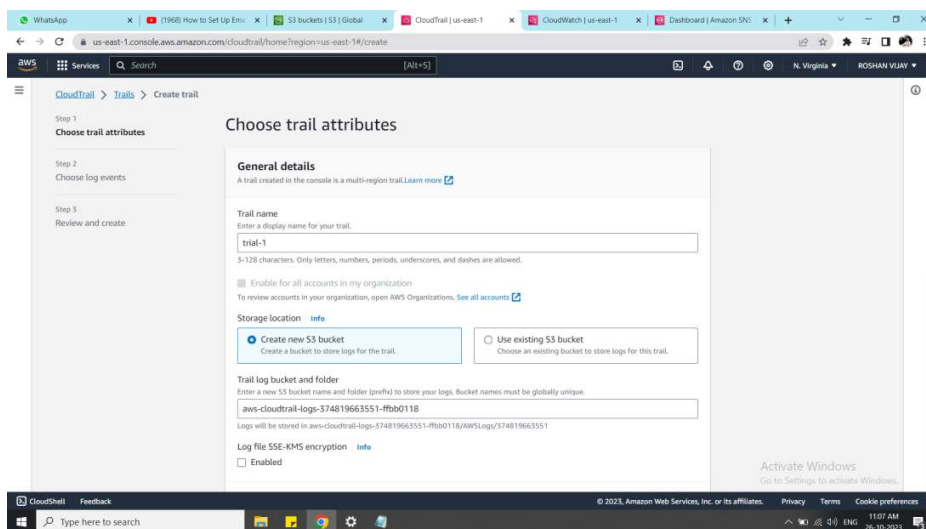 WhatsApp
(1968) How to Set Up Ema
S3 buckets | S3 | Global
CloudTrail | us-east-1
CloudWatch | us-east-1
Dashboard | Amazon SNS
us-east-1.console.aws.amazon.com/cloudtrail/home?region=us-east-1#/create
aws
Services
Search
[Alt+S]
N. Virginia
ROSHAN VIJAY
CloudTrail > Trails > Create trail
Step 1
Choose trail attributes
Step 2
Choose log events
Step 3
Review and create
Choose trail attributes
General details
A trail created in the console is a multi-region trail.Learn more
Trail name
Enter a display name for your trail.
trial-1
3-128 characters. Only letters, numbers, periods, underscores, and dashes are allowed.
Enable for all accounts in my organization
To review accounts in your organization, open AWS Organizations. See all accounts
Storage location Info
Create new S3 bucket
Create a bucket to store logs for the trail.
Use existing S3 bucket
Choose an existing bucket to store logs for this trail.
Trail log bucket and folder
Enter a new S3 bucket name and folder (prefix) to store your logs. Bucket names must be globally unique.
aws-cloudtrail-logs-374819663551-ffbb0118
Logs will be stored in aws-cloudtrail-logs-374819663551-ffbb0118/AWSLogs/374819663551
Log file SSE-KMS encryption Info
Enabled
Activate Windows
Go to Settings to activate Windows.
CloudShell
Feedback
© 2023, Amazon Web Services, Inc. or its affiliates.
Privacy
Terms
Cookie preferences
Type here to search
ENG
11:07 AM
26-10-2023